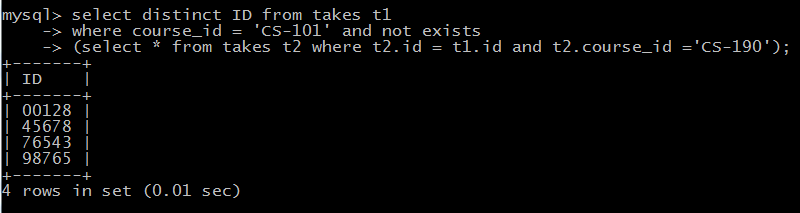 mysql> select distinct ID from takes t1
    -> where course_id = 'CS-101' and not exists
    -> (select * from takes t2 where t2.id = t1.id and t2.course_id ='CS-190');
+-------+
| ID    |
+-------+
| 00128 |
| 45678 |
| 76543 |
| 98765 |
+-------+
4 rows in set (0.01 sec)